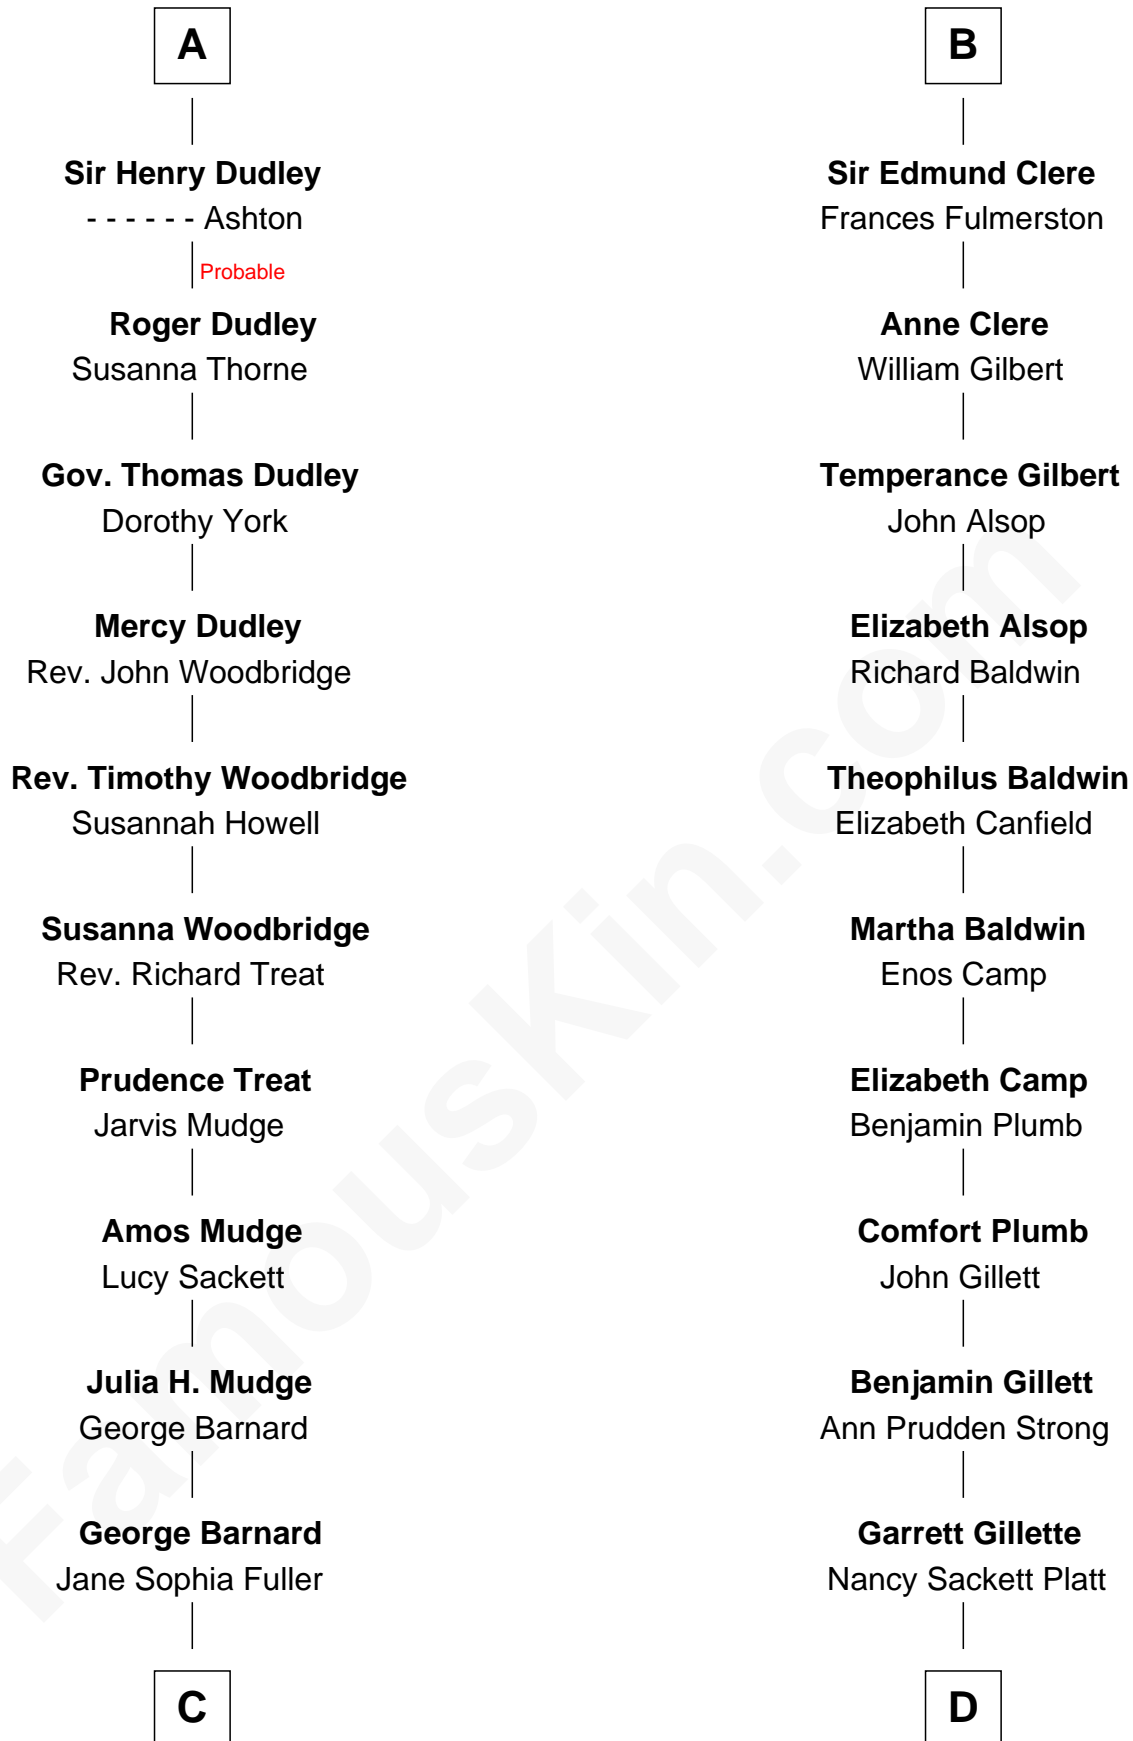 A
Sir Henry Dudley
- - - - - - Ashton
Probable
Roger Dudley
Susanna Thorne
Gov. Thomas Dudley
Dorothy York
Mercy Dudley
Rev. John Woodbridge
Rev. Timothy Woodbridge
Susannah Howell
Susanna Woodbridge
Rev. Richard Treat
Prudence Treat
Jarvis Mudge
Amos Mudge
Lucy Sackett
Julia H. Mudge
George Barnard
George Barnard
Jane Sophia Fuller
C
B
Sir Edmund Clere
Frances Fulmerston
Anne Clere
William Gilbert
Temperance Gilbert
John Alsop
Elizabeth Alsop
Richard Baldwin
Theophilus Baldwin
Elizabeth Canfield
Martha Baldwin
Enos Camp
Elizabeth Camp
Benjamin Plumb
Comfort Plumb
John Gillett
Benjamin Gillett
Ann Prudden Strong
Garrett Gillette
Nancy Sackett Platt
D
FamousKin.com